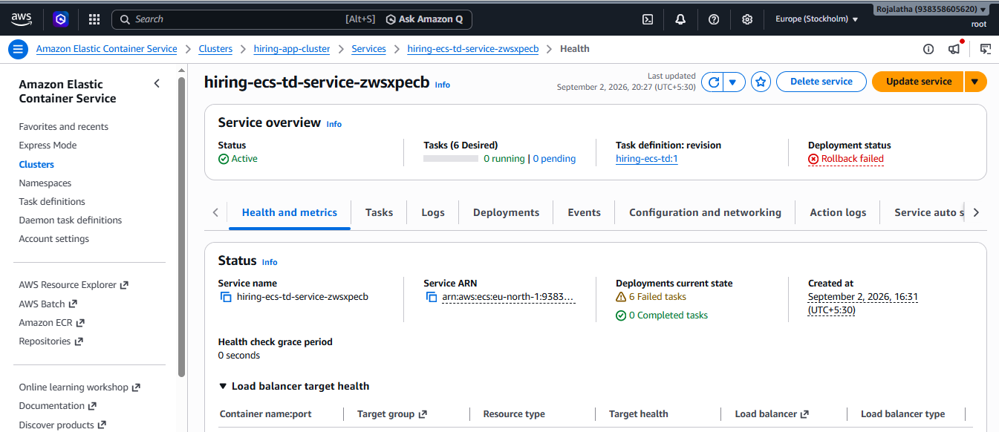 aws
Search [Alt+S] Ask Amazon Q
Europe (Stockholm)
Rojalatha (938358605620)
root
Amazon Elastic Container Service > Clusters > hiring-app-cluster > Services > hiring-ecs-td-service-zwsxpecb > Health
Amazon Elastic
Container Service
Favorites and recents
Express Mode
Clusters
Namespaces
Task definitions
Daemon task definitions
Account settings
AWS Resource Explorer
AWS Batch
Amazon ECR
Repositories
Online learning workshop
Documentation
Discover products
hiring-ecs-td-service-zwsxpecb Info
Last updated
September 2, 2026, 20:27 (UTC+5:30)
Delete service
Update service
Service overview Info
Status
Active
Tasks (6 Desired)
0 running | 0 pending
Task definition: revision
hiring-ecs-td:1
Deployment status
Rollback failed
Health and metrics
Tasks
Logs
Deployments
Events
Configuration and networking
Action logs
Service auto s
Status Info
Service name
hiring-ecs-td-service-zwsxpecb
Service ARN
arn:aws:ecs:eu-north-1:9383...
Deployments current state
6 Failed tasks
0 Completed tasks
Created at
September 2, 2026, 16:31
(UTC+5:30)
Health check grace period
0 seconds
Load balancer target health
Container name:port
Target group
Resource type
Target health
Load balancer
Load balancer type